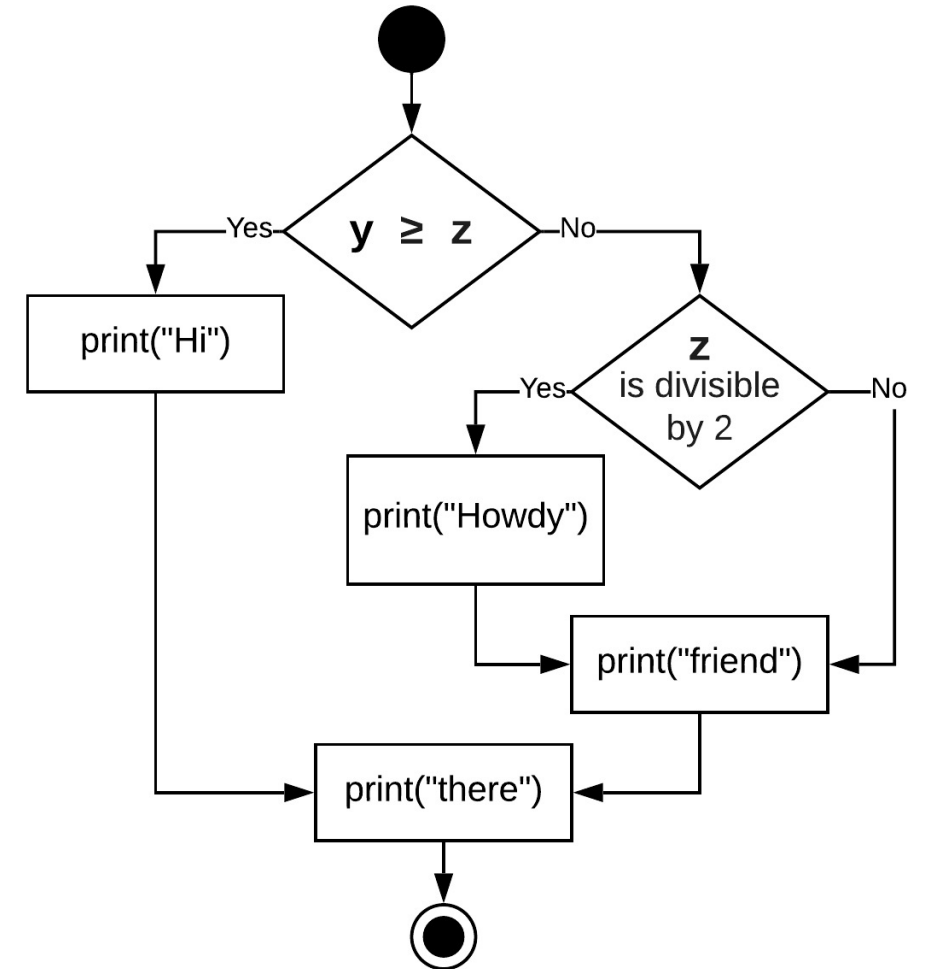 y ≥ z
Yes
No
print("Hi")
z
is divisible
by 2
Yes
No
print("Howdy")
print("friend")
print("there")